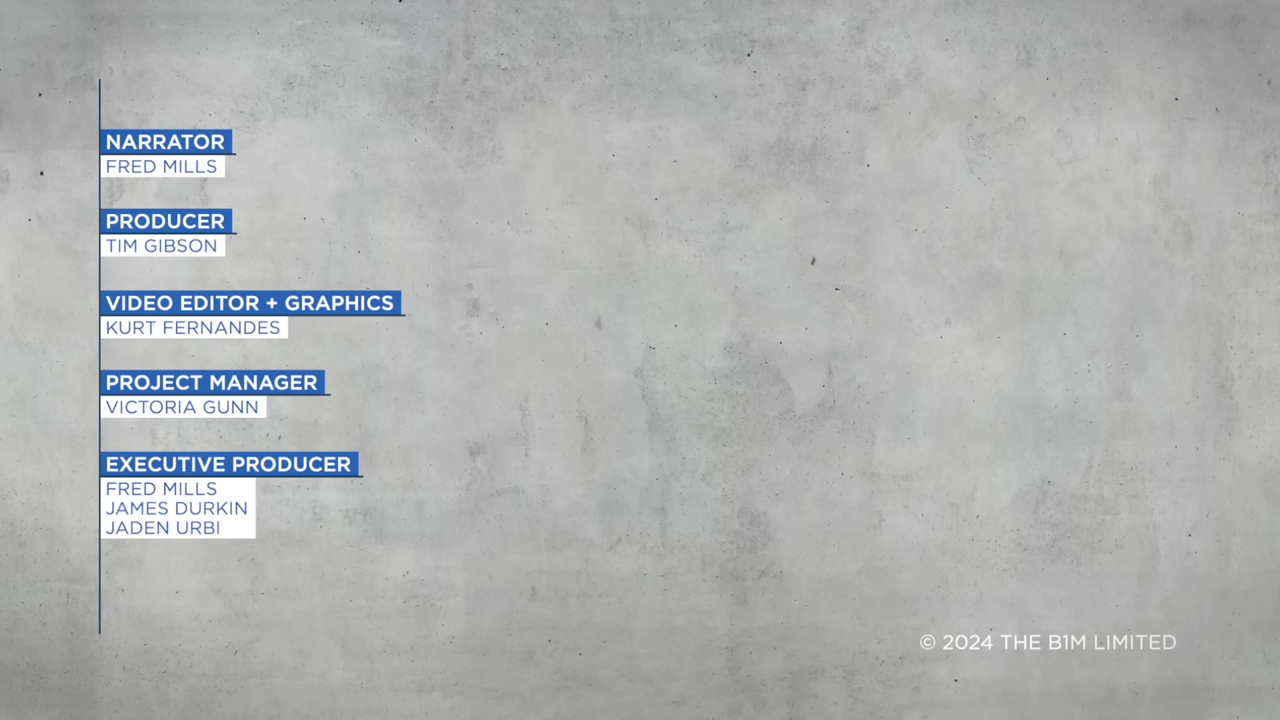 NARRATOR
FRED MILLS
PRODUCER
TIM GIBSON
VIDEO EDITOR + GRAPHICS
KURT FERNANDES
PROJECT MANAGER
VICTORIA GUNN
EXECUTIVE PRODUCER
FRED MILLS
JAMES DURKIN
JADEN URBI
© 2024 THE B1M LIMITED